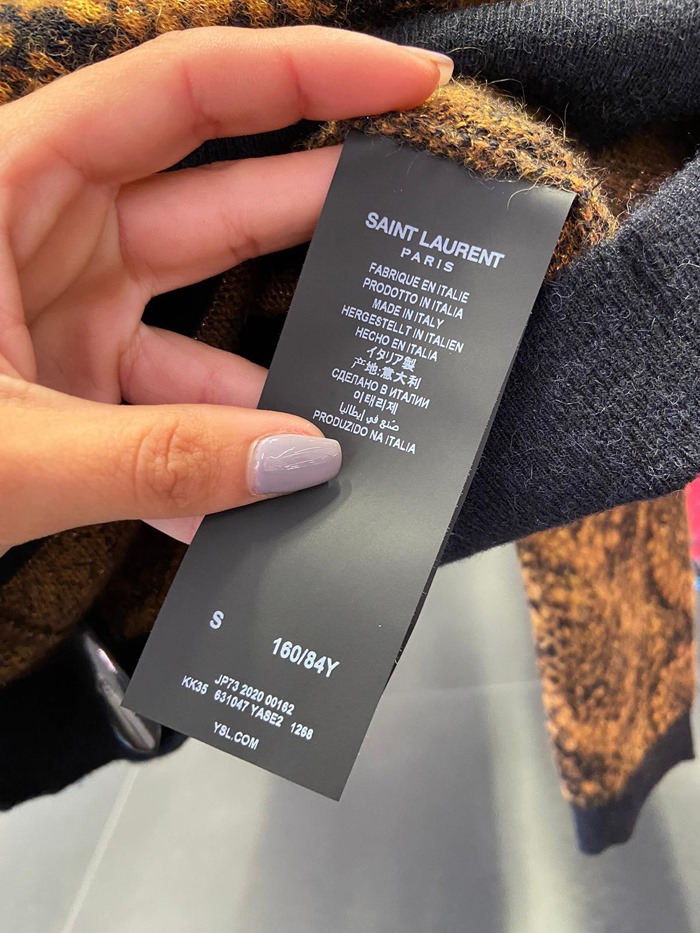 SAINT LAURENT
PARIS
FABRIQUE EN ITALIE
PRODOTTO IN ITALIA
MADE IN ITALY
HERGESTELLT IN ITALIEN
HECHO EN ITALIA
イタリア製
产地:意大利
СДЕЛАНО В ИТАЛИИ
이태리제
صنع في إيطاليا
PRODUZIDO NA ITALIA
S 160/84Y
JP73 2020 00162
KK35 631047 YASE2 1268
YSL.COM